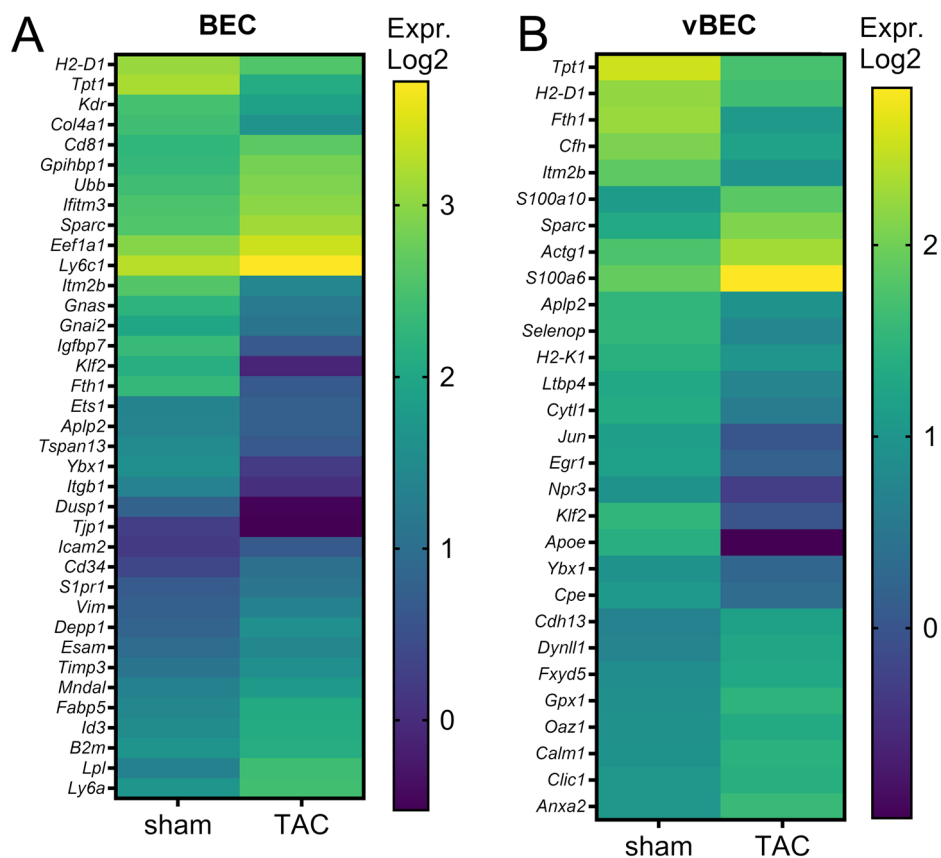 A
BEC
Expr.
Log2
H2-D1
Tpt1
Kdr
Col4a1
Cd81
Gpihbp1
Ubb
Ifitm3
Sparc
Eef1a1
Ly6c1
Itm2b
Gnas
Gnai2
Igfbp7
Klf2
Fth1
Ets1
Aplp2
Tspan13
Ybx1
Itgb1
Dusp1
Tjp1
Icam2
Cd34
S1pr1
Vim
Depp1
Esam
Timp3
Mndal
Fabp5
Id3
B2m
Lpl
Ly6a
sham TAC
3
2
1
0
B
vBEC
Expr.
Log2
Tpt1
H2-D1
Fth1
Cfh
Itm2b
S100a10
Sparc
Actg1
S100a6
Aplp2
Selenop
H2-K1
Ltbp4
Cytl1
Jun
Egr1
Npr3
Klf2
Apoe
Ybx1
Cpe
Cdh13
Dynll1
Fxyd5
Gpx1
Oaz1
Calm1
Clic1
Anxa2
sham TAC
2
1
0